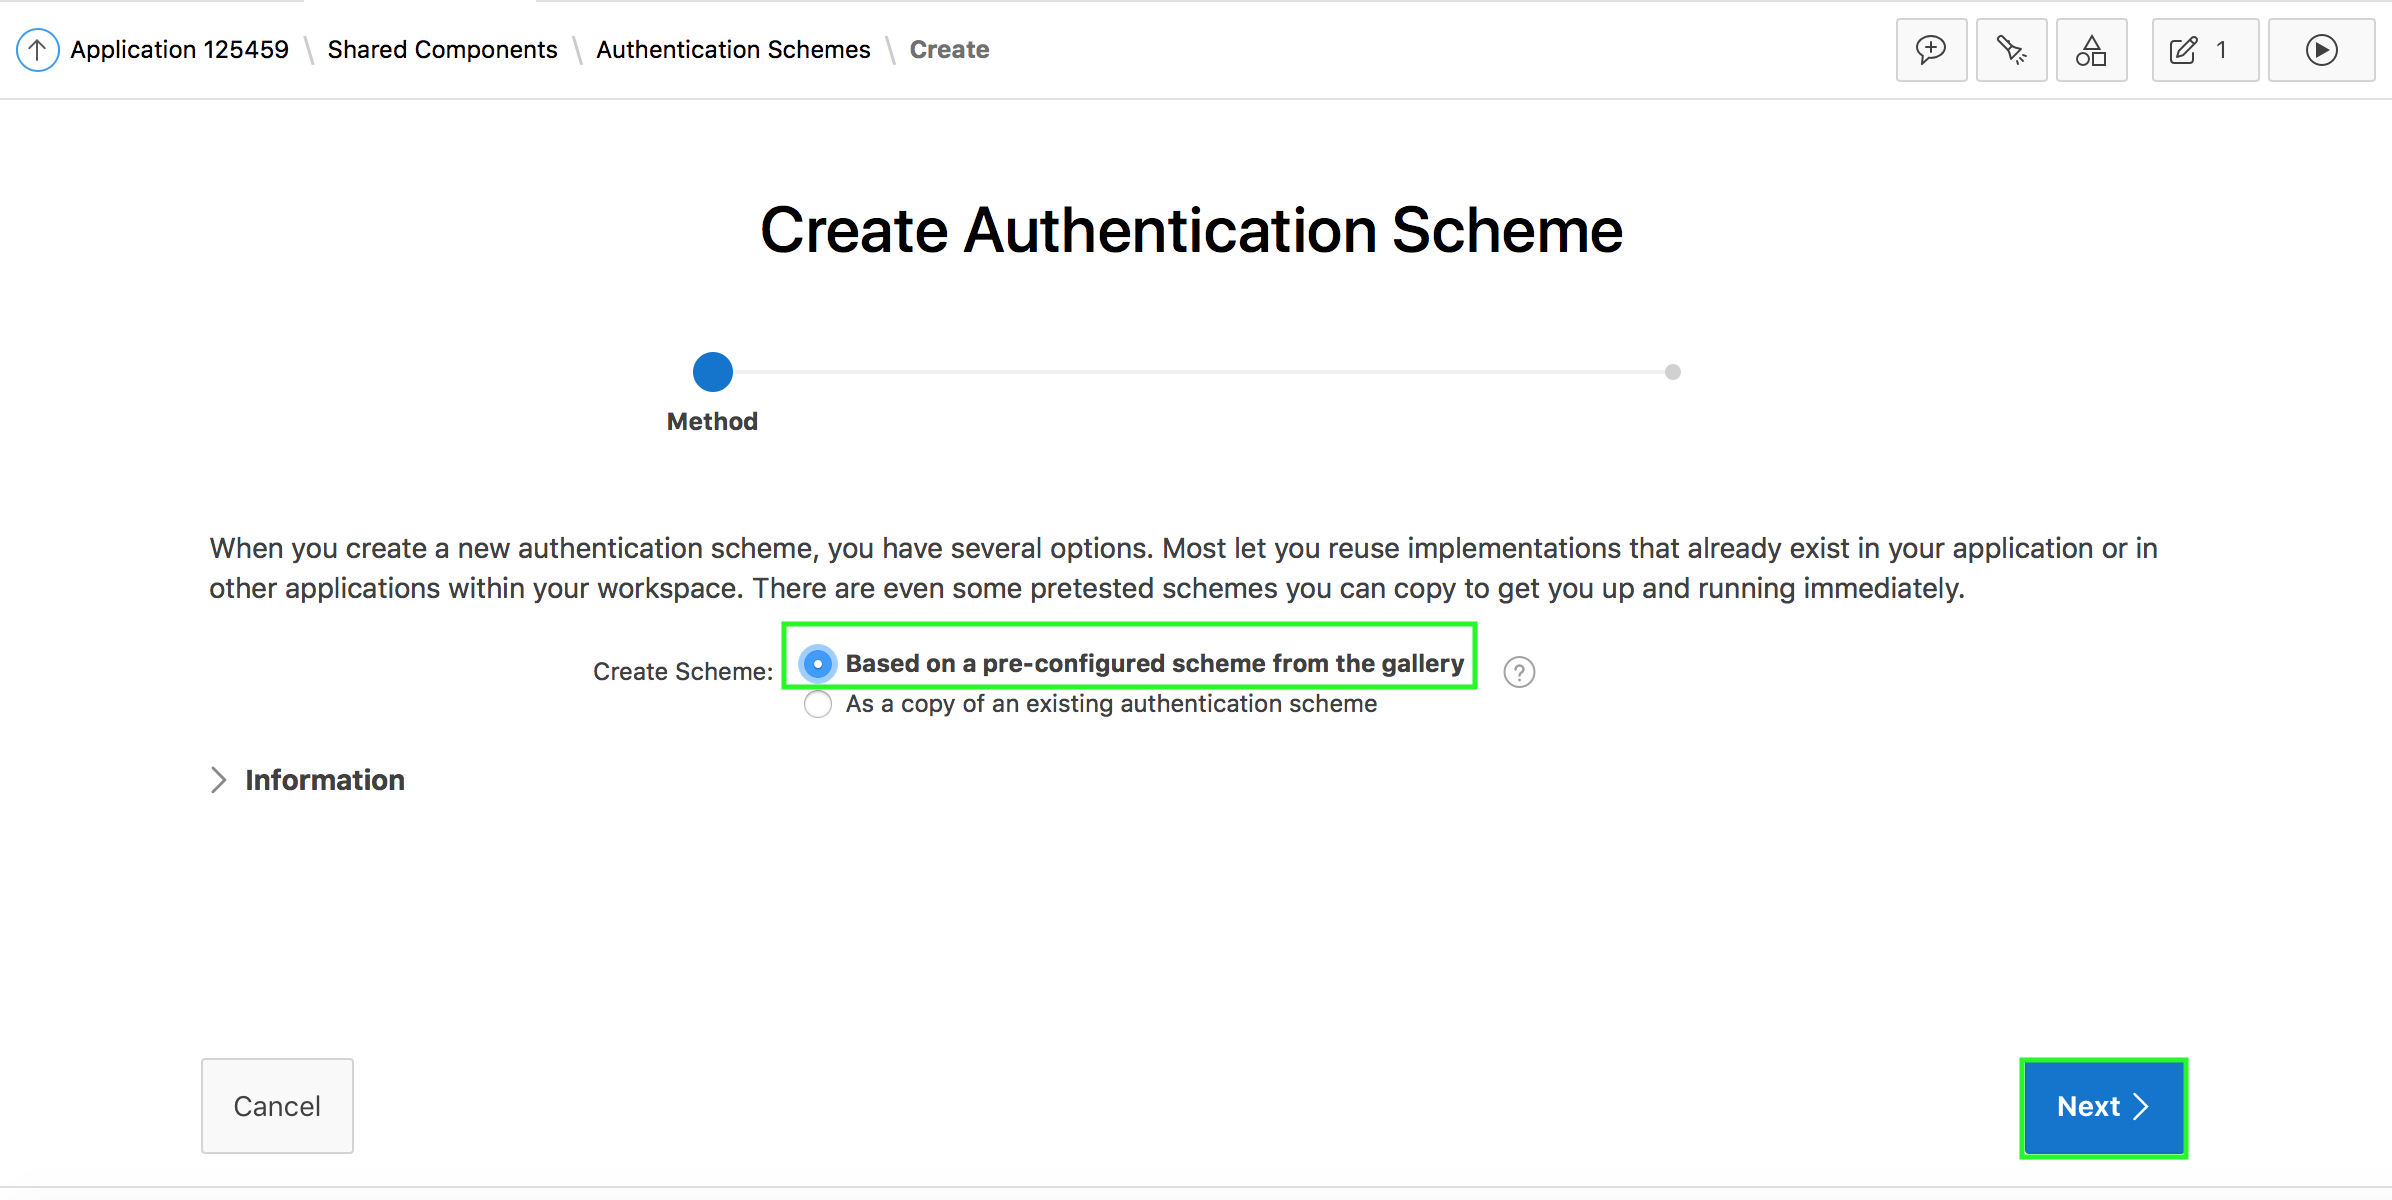 Application 125459 \ Shared Components \ Authentication Schemes \ Create
1
Create Authentication Scheme
Method
When you create a new authentication scheme, you have several options. Most let you reuse implementations that already exist in your application or in
other applications within your workspace. There are even some pretested schemes you can copy to get you up and running immediately.
Create Scheme: Based on a pre-configured scheme from the gallery ?
As a copy of an existing authentication scheme
Information
Cancel
Next